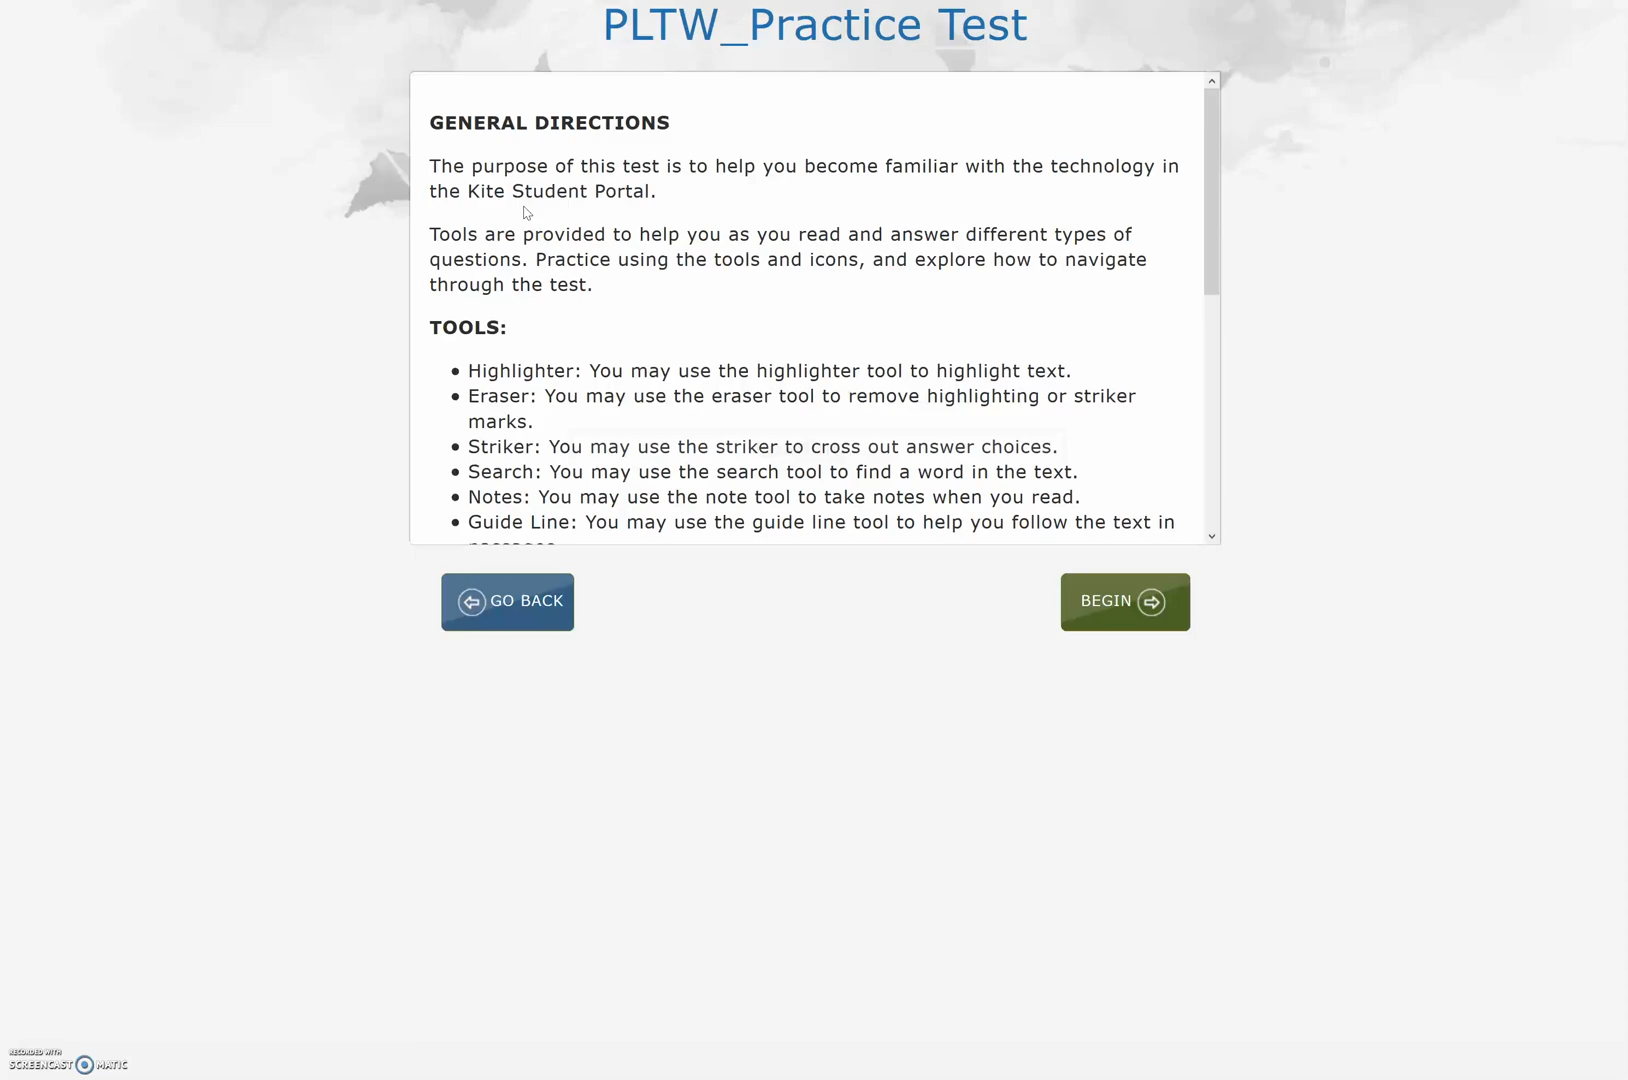 PLTW_Practice Test
GENERAL DIRECTIONS
The purpose of this test is to help you become familiar with the technology in
the Kite Student Portal.
Tools are provided to help you as you read and answer different types of
questions. Practice using the tools and icons, and explore how to navigate
through the test.
TOOLS:
• Highlighter: You may use the highlighter tool to highlight text.
• Eraser: You may use the eraser tool to remove highlighting or striker
marks.
• Striker: You may use the striker to cross out answer choices.
• Search: You may use the search tool to find a word in the text.
• Notes: You may use the note tool to take notes when you read.
• Guide Line: You may use the guide line tool to help you follow the text in
GO BACK
BEGIN
RECORDED WITH
SCREENCAST MATIC